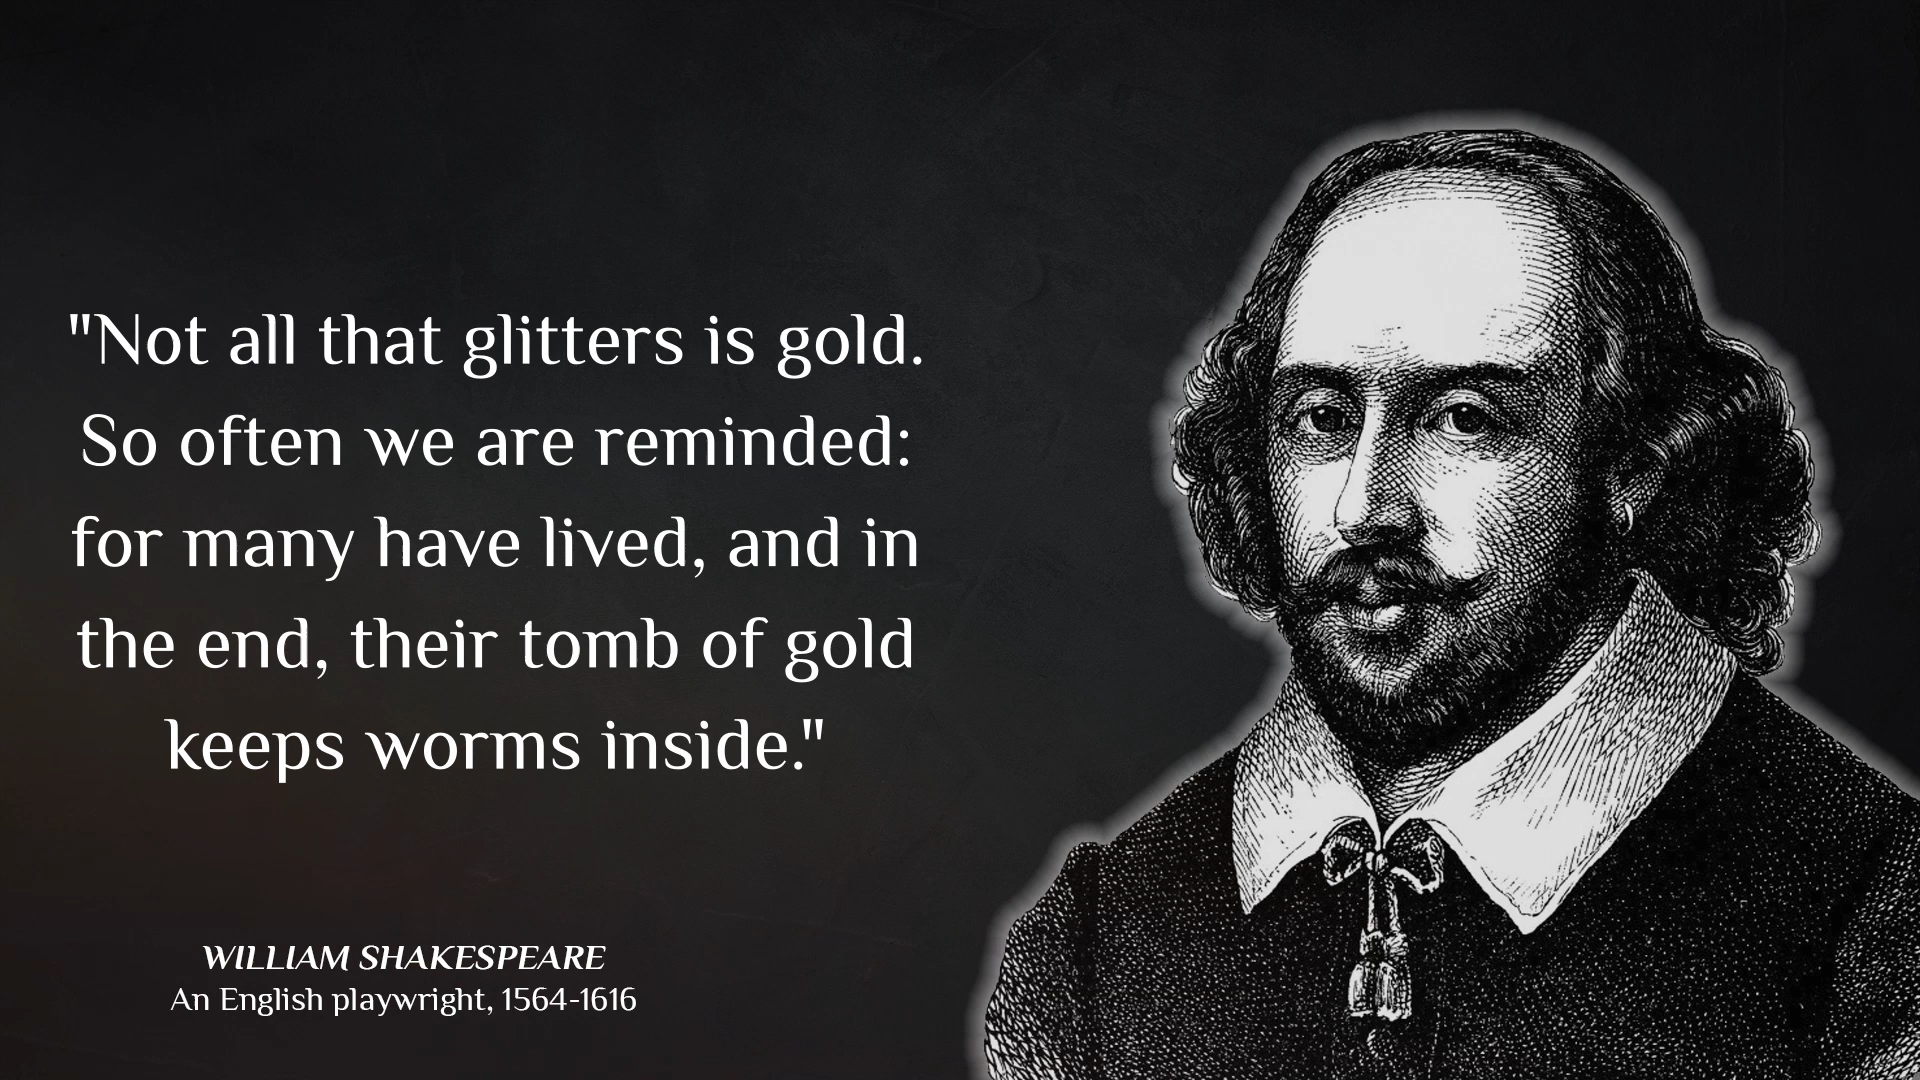 "Not all that glitters is gold.
So often we are reminded:
for many have lived, and in
the end, their tomb of gold
keeps worms inside."
WILLIAM SHAKESPEARE
An English playwright, 1564-1616